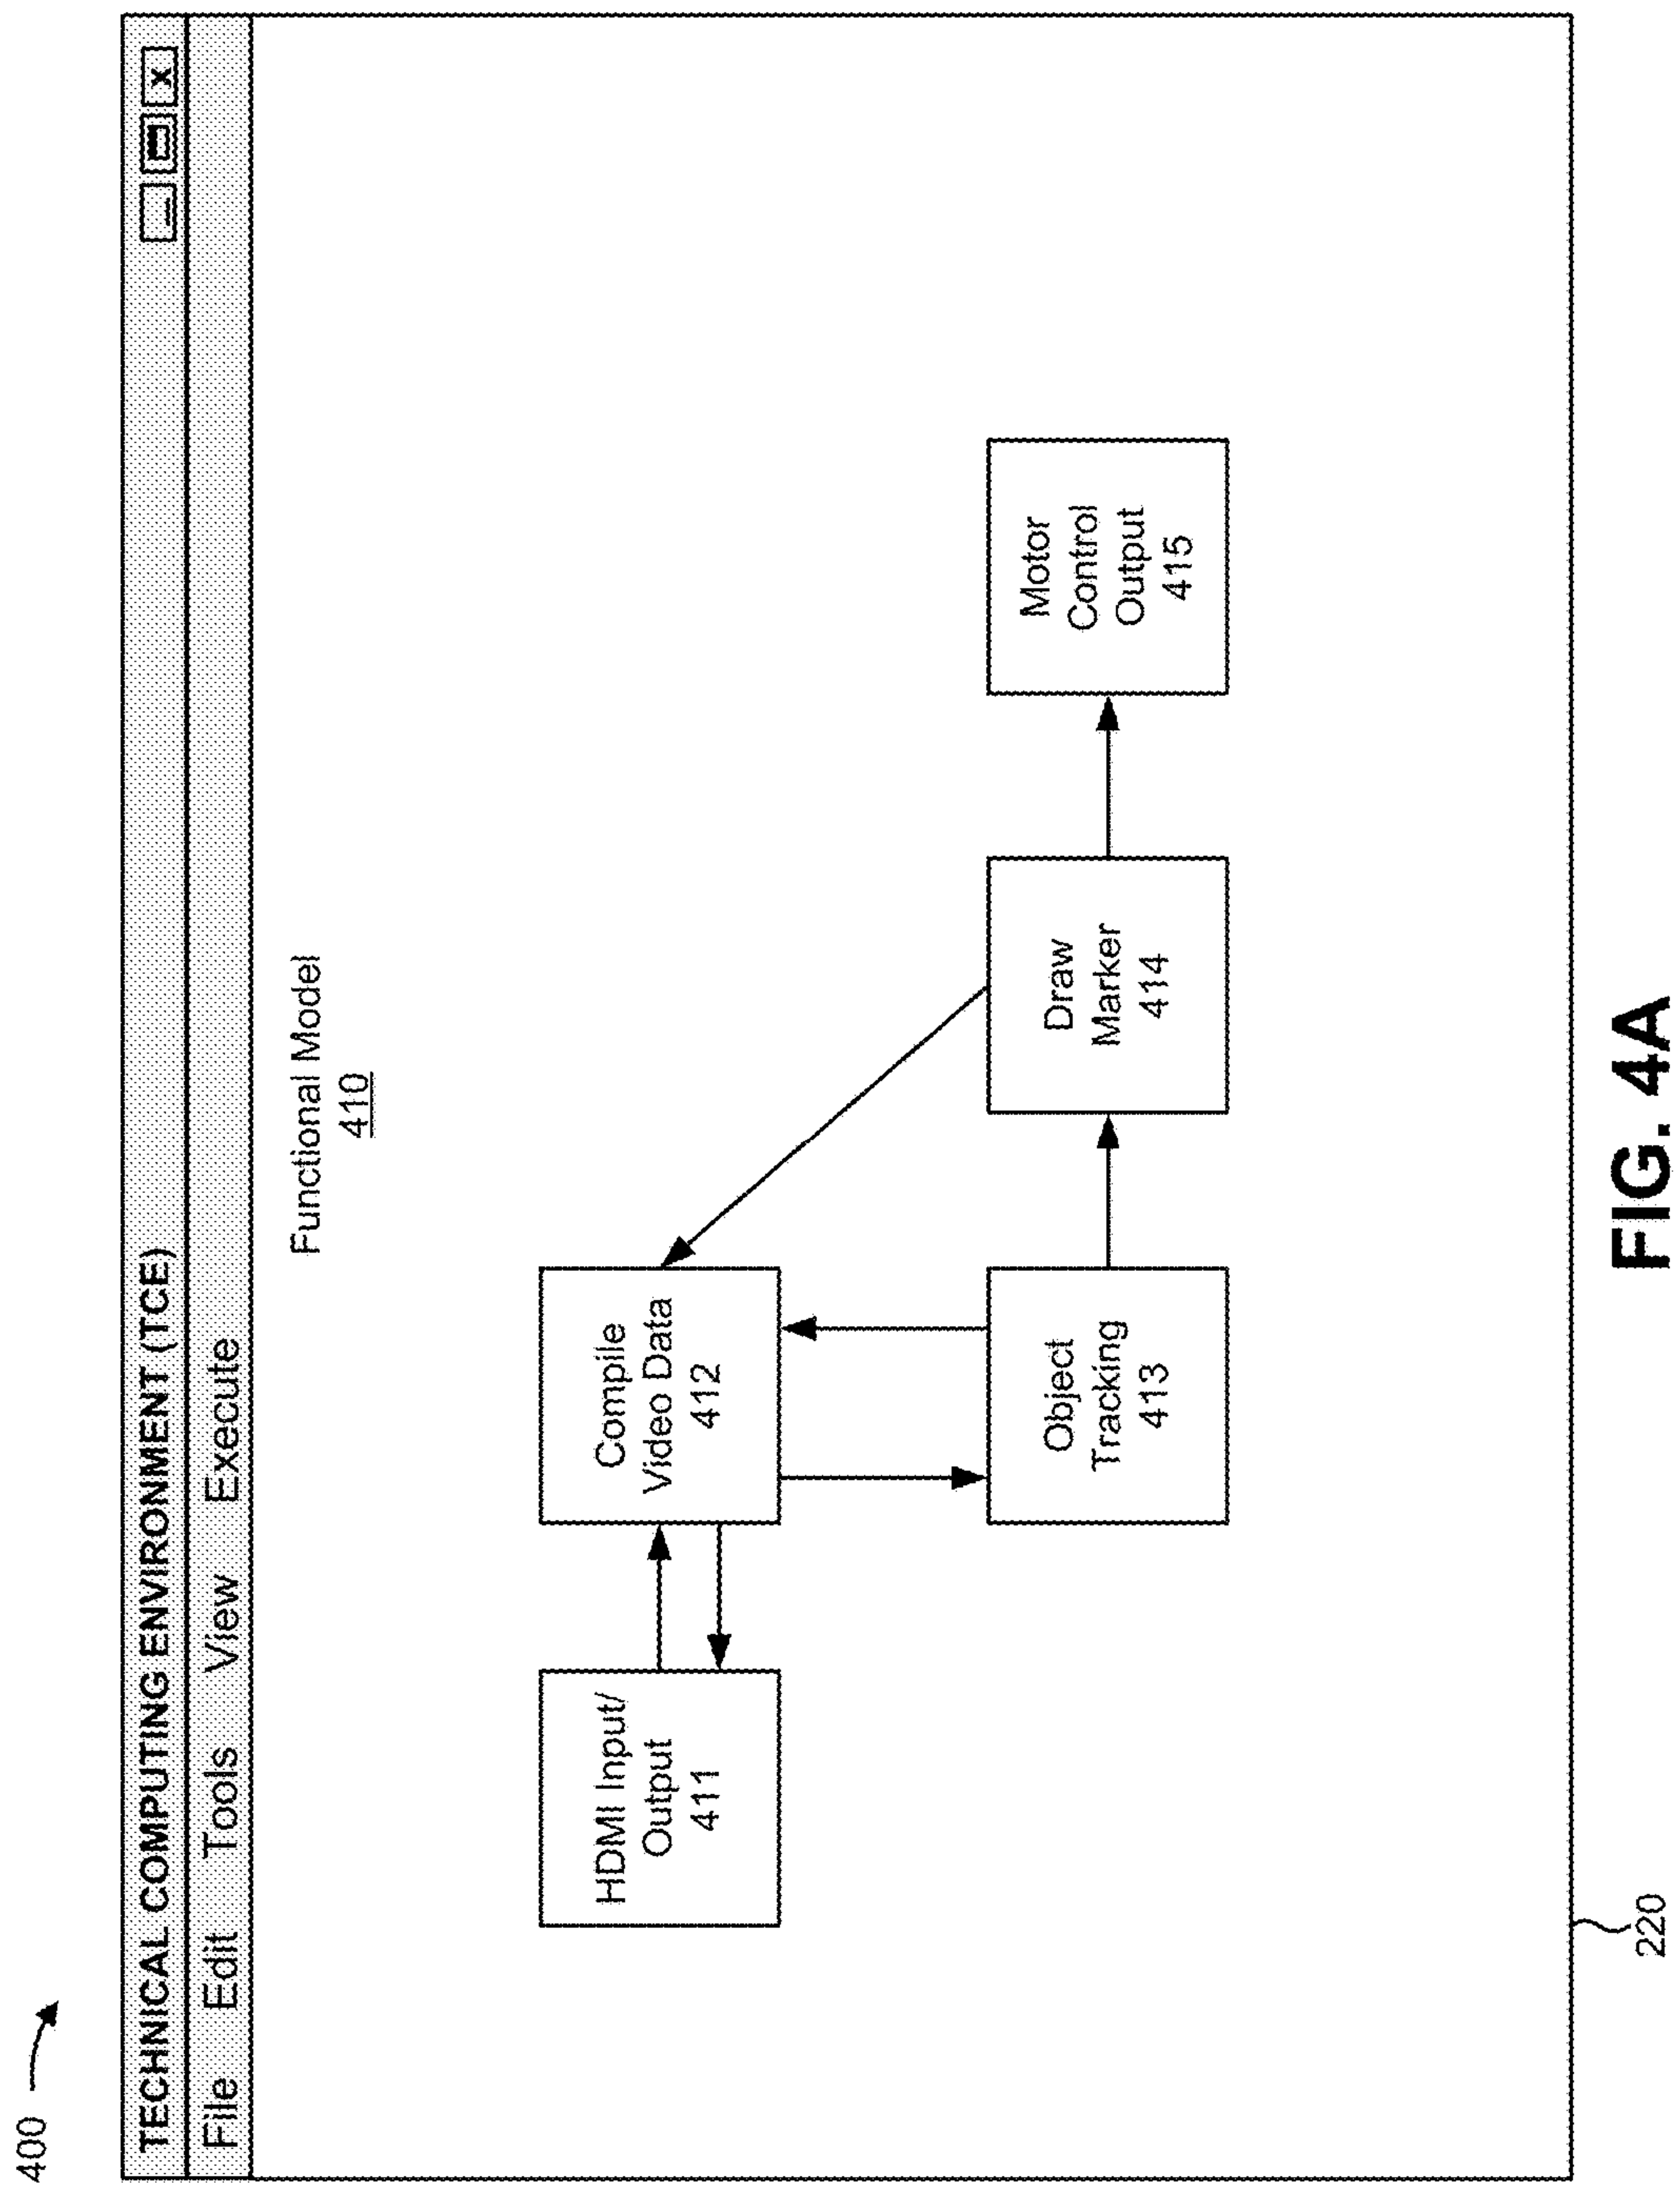 400
TECHNICAL COMPUTING ENVIRONMENT (TCE)
_ X
File Edit Tools View Execute
Functional Model
410
HDMI Input/
Output
411
Compile
Video Data
412
Object
Tracking
413
Draw
Marker
414
Motor
Control
Output
415
220
FIG. 4A